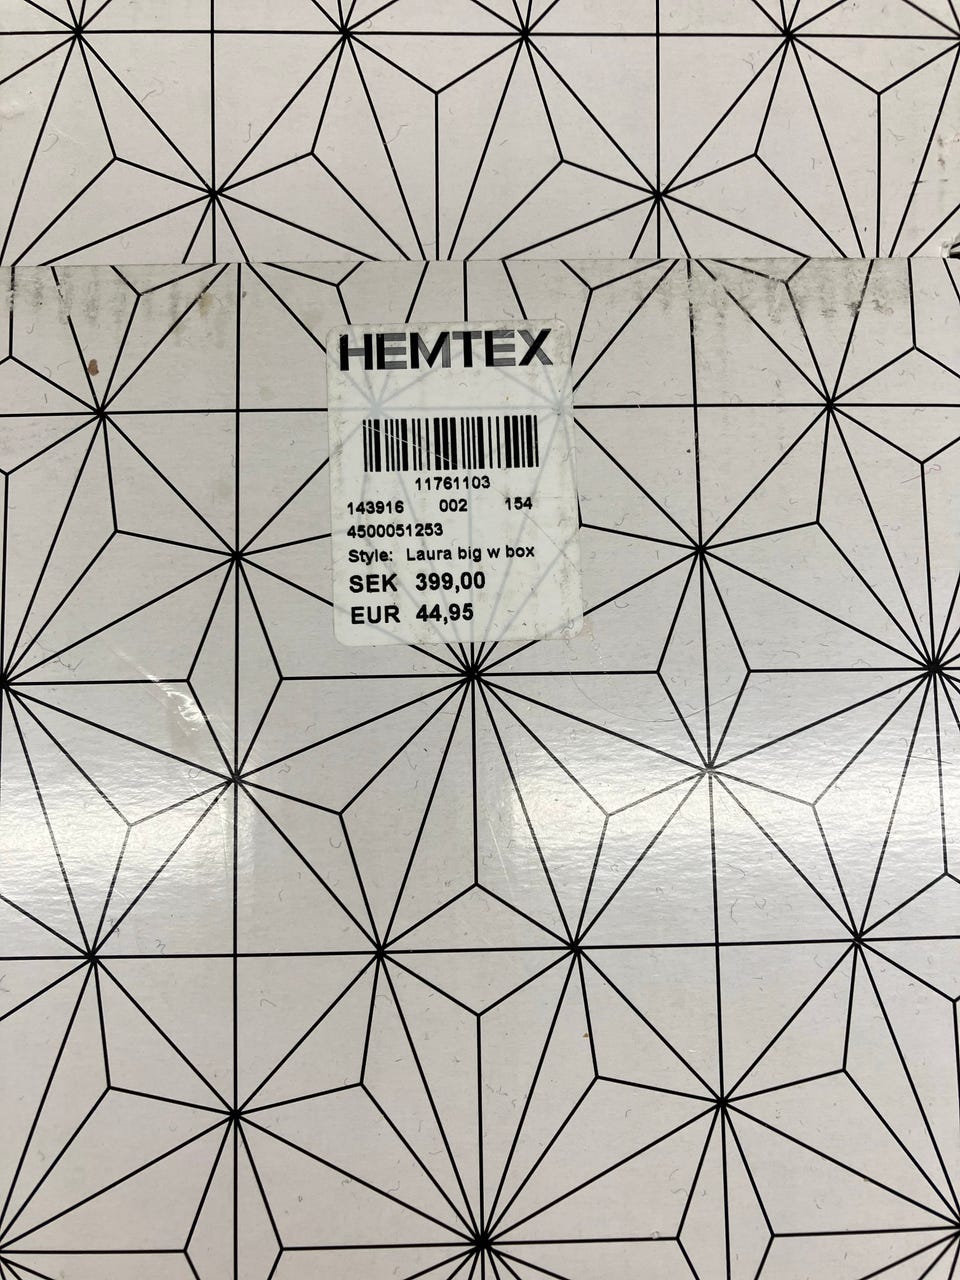 HEMTEX
11761103
143916 002 154
4500051253
Style: Laura big w box
SEK 399,00
EUR 44,95